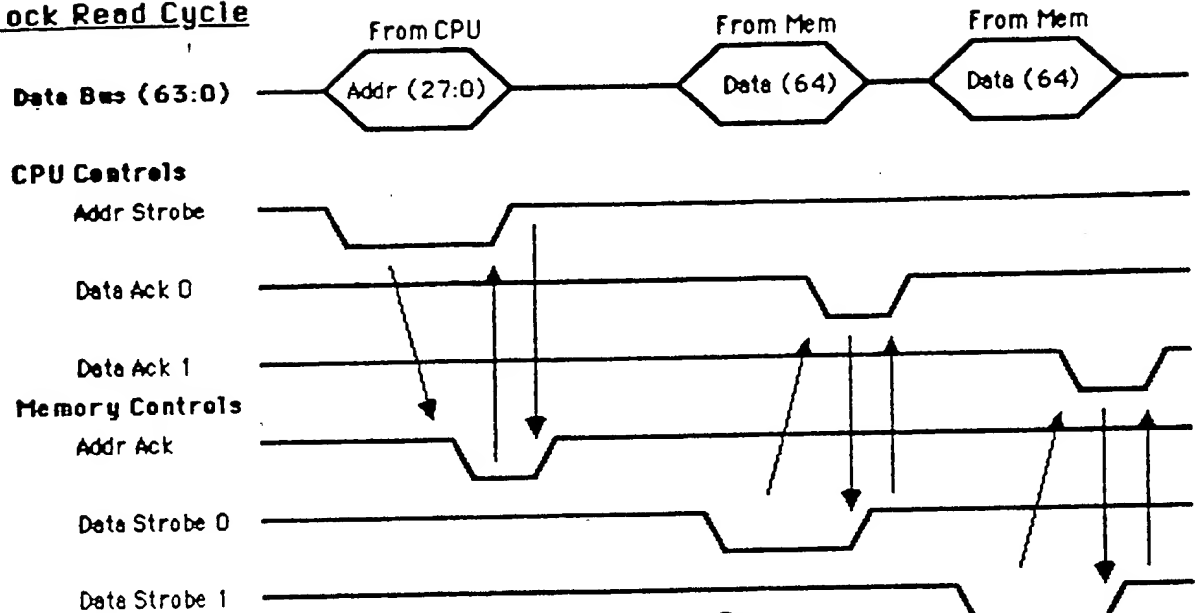 ock Read Cycle
From CPU
From Mem
From Mem
Data Bus (63:0)
Addr (27:0)
Data (64)
Data (64)
CPU Controls
Addr Strobe
Data Ack 0
Data Ack 1
Memory Controls
Addr Ack
Data Strobe 0
Data Strobe 1